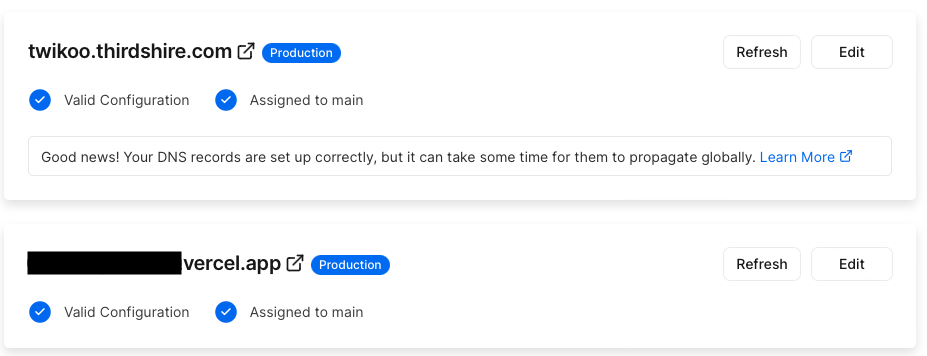 twikoo.thirdshire.com Production Refresh Edit
Valid Configuration Assigned to main
Good news! Your DNS records are set up correctly, but it can take some time for them to propagate globally. Learn More
vercel.app Production Refresh Edit
Valid Configuration Assigned to main